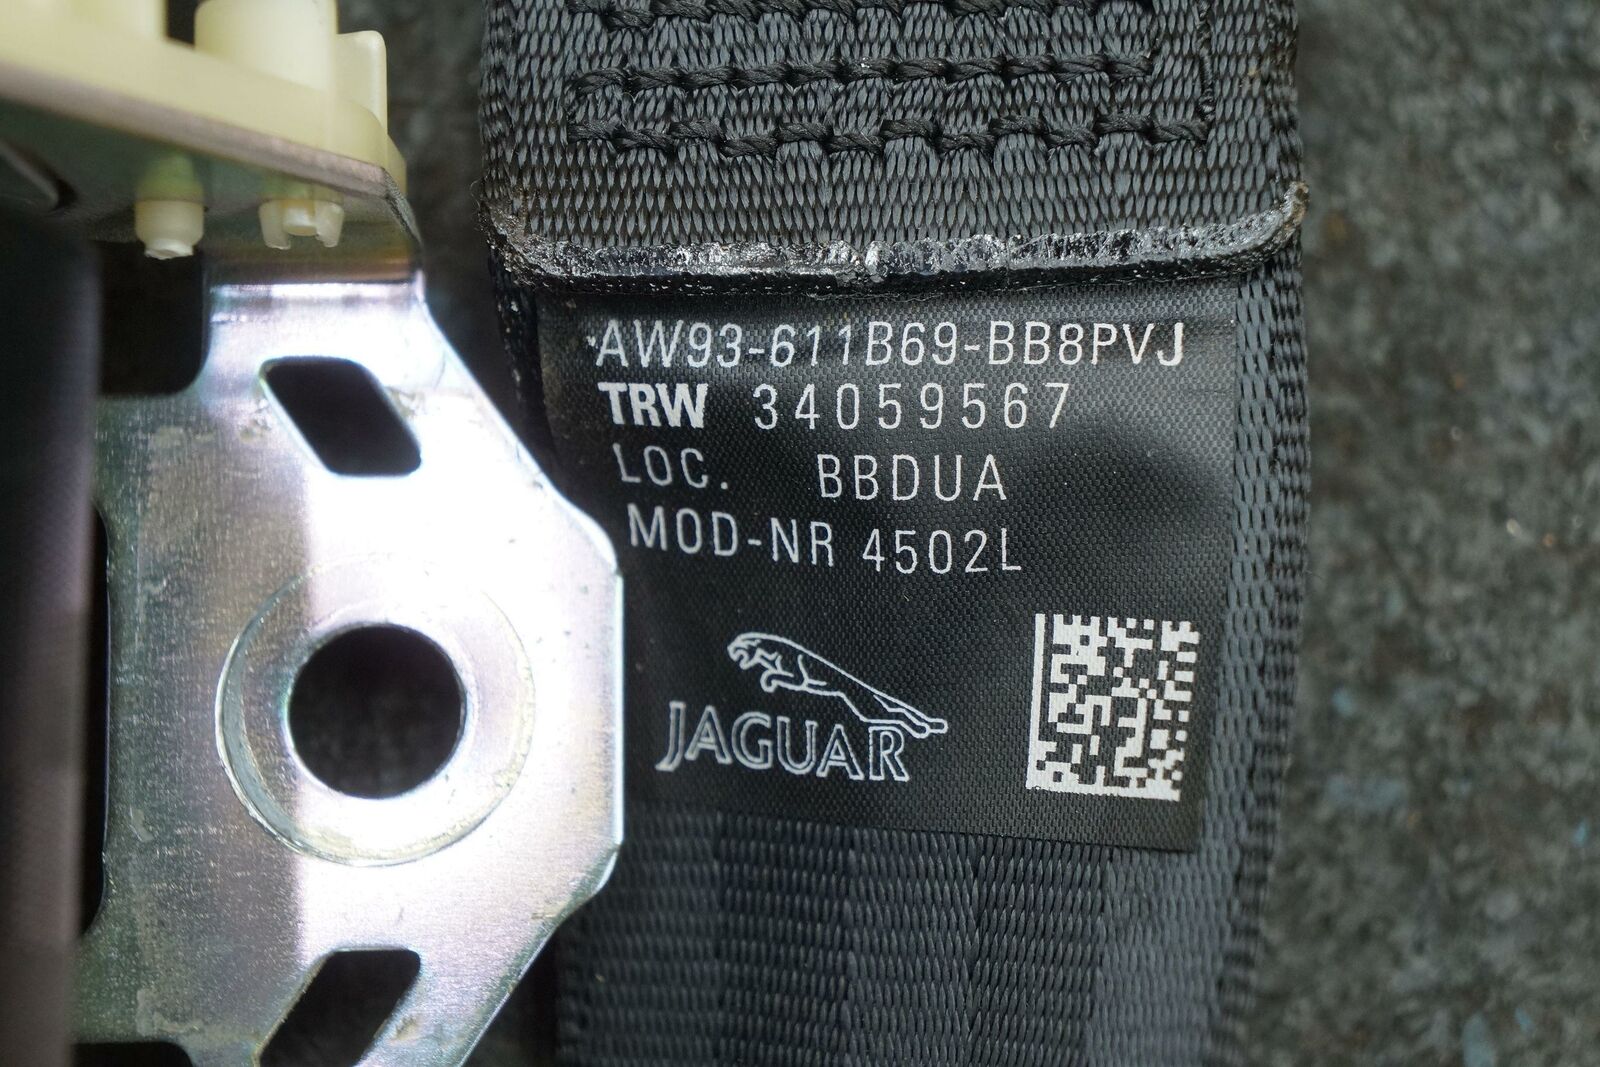 AW93-611B69-BB8PVJ
TRW 34059567
LOC. BBDUA
MOD-NR 4502L
JAGUAR